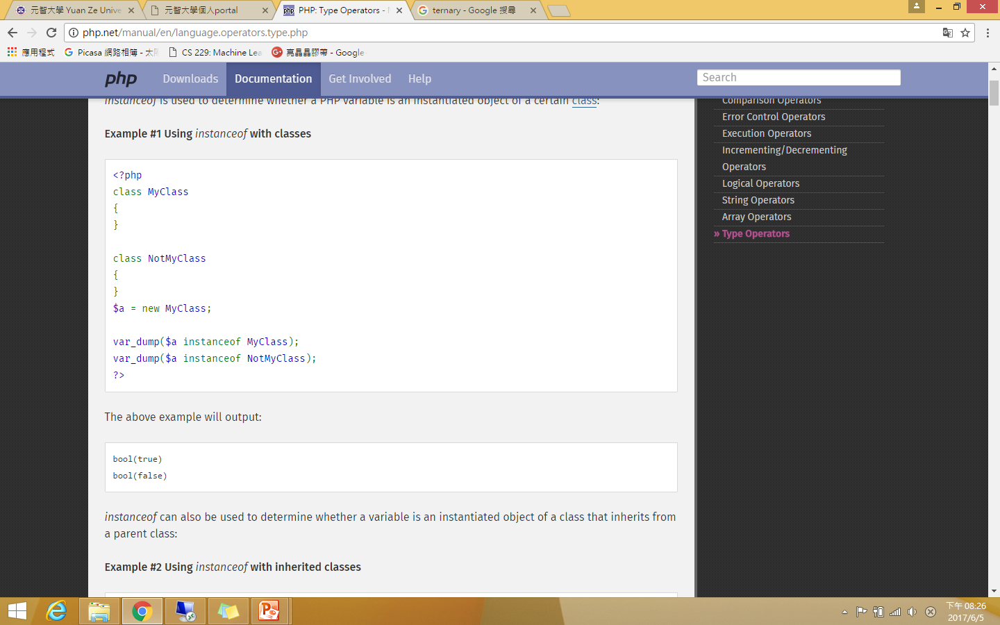 元智大學 Yuan Ze Unive
元智大學個人portal
PHP: Type Operators -
ternary - Google 搜尋
php.net/manual/en/language.operators.type.php
應用程式
Picasa 網路相簿 -
CS 229: Machine Lea
亮晶晶膠帶 - Google
php
Downloads
Documentation
Get Involved
Help
Search
instanceof is used to determine whether a PHP variable is an instantiated object of a certain class:
Example #1 Using instanceof with classes
<?php
class MyClass
{
}
class NotMyClass
{
}
$a = new MyClass;
var_dump($a instanceof MyClass);
var_dump($a instanceof NotMyClass);
?>
The above example will output:
bool(true)
bool(false)
instanceof can also be used to determine whether a variable is an instantiated object of a class that inherits from
a parent class:
Example #2 Using instanceof with inherited classes
Comparison Operators
Error Control Operators
Execution Operators
Incrementing/Decrementing
Operators
Logical Operators
String Operators
Array Operators
» Type Operators
下午 08:26
2017/6/5